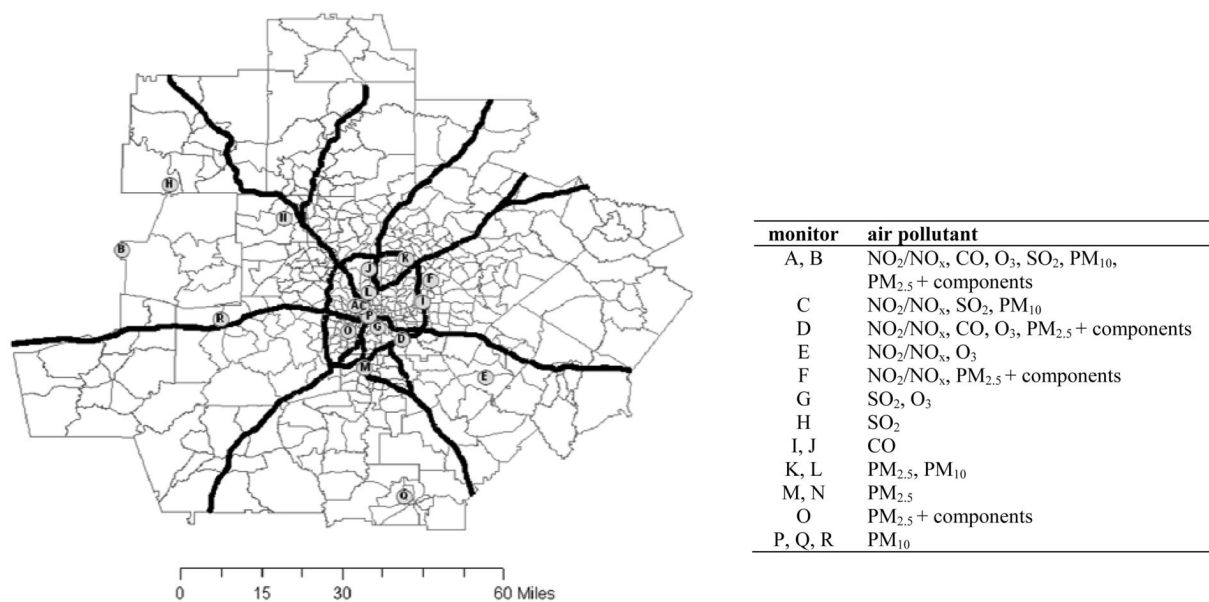 H
B
K
J
F
L
I
A C
R
P
O
G
D
M
E
Q
0 15 30 60 Miles
monitor air pollutant
A, B NO₂/NOₓ, CO, O₃, SO₂, PM₁₀,
PM₂.₅ + components
C NO₂/NOₓ, SO₂, PM₁₀
D NO₂/NOₓ, CO, O₃, PM₂.₅ + components
E NO₂/NOₓ, O₃
F NO₂/NOₓ, PM₂.₅ + components
G SO₂, O₃
H SO₂
I, J CO
K, L PM₂.₅, PM₁₀
M, N PM₂.₅
O PM₂.₅ + components
P, Q, R PM₁₀